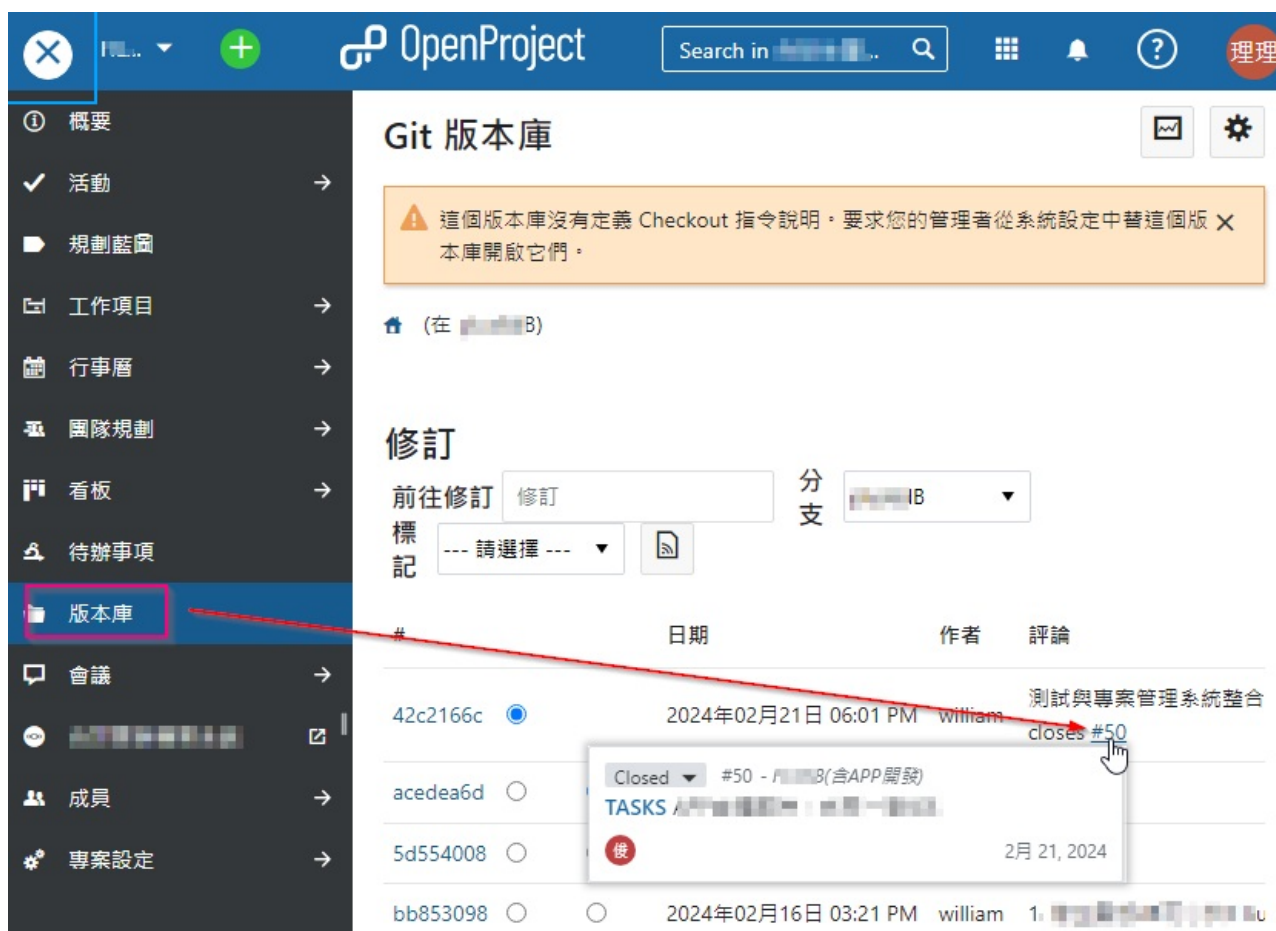 OpenProject
Search in
理理
概要
活動
規劃藍圖
工作項目
行事曆
團隊規劃
看板
待辦事項
版本庫
會議
成員
專案設定
Git 版本庫
這個版本庫沒有定義 Checkout 指令說明。要求您的管理者從系統設定中替這個版
本庫開啟它們。
(在 B)
修訂
前往修訂 修訂 分支 IB
標記 --- 請選擇 ---
# 日期 作者 評論
42c2166c 2024年02月21日 06:01 PM william 測試與專案管理系統整合
closes #50
Closed #50 - B(含APP開發)
TASKS
俊
2月 21, 2024
acedea6d
5d554008
bb853098 2024年02月16日 03:21 PM william 1.